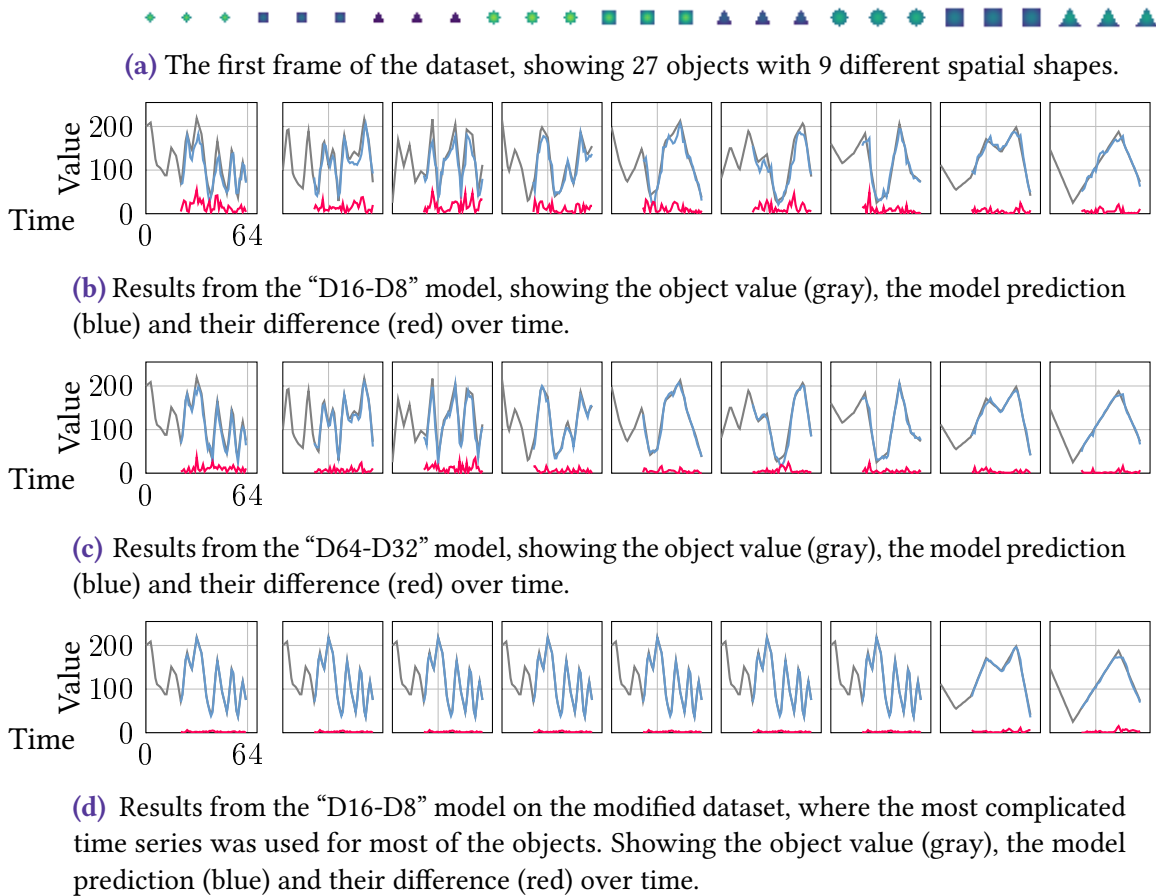 (a) The first frame of the dataset, showing 27 objects with 9 different spatial shapes.
Value
200
100
0
Time
0
64
(b) Results from the “D16-D8” model, showing the object value (gray), the model prediction
(blue) and their difference (red) over time.
Value
200
100
0
Time
0
64
(c) Results from the “D64-D32” model, showing the object value (gray), the model prediction
(blue) and their difference (red) over time.
Value
200
100
0
Time
0
64
(d) Results from the “D16-D8” model on the modified dataset, where the most complicated
time series was used for most of the objects. Showing the object value (gray), the model
prediction (blue) and their difference (red) over time.